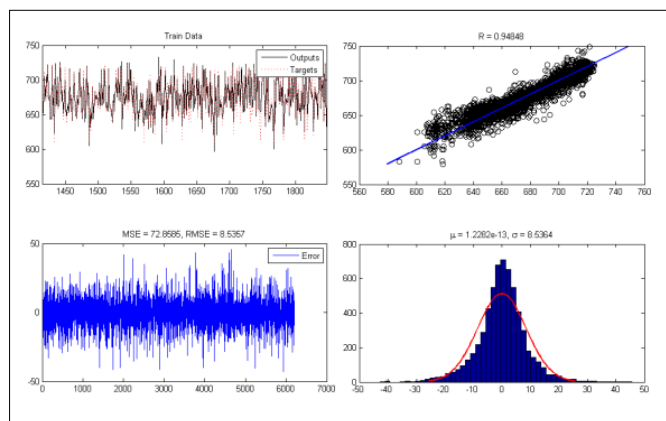 Train Data
750
700
650
600
550
1450 1500 1550 1600 1650 1700 1750 1800
Outputs
Targets
R = 0.94848
750
700
650
600
550
560 580 600 620 640 660 680 700 720 740 760
MSE = 72.8585, RMSE = 8.5357
50
0
-50
0 1000 2000 3000 4000 5000 6000 7000
Error
μ = 1.2282e-13, σ = 8.5364
800
600
400
200
0
-50 -40 -30 -20 -10 0 10 20 30 40 50